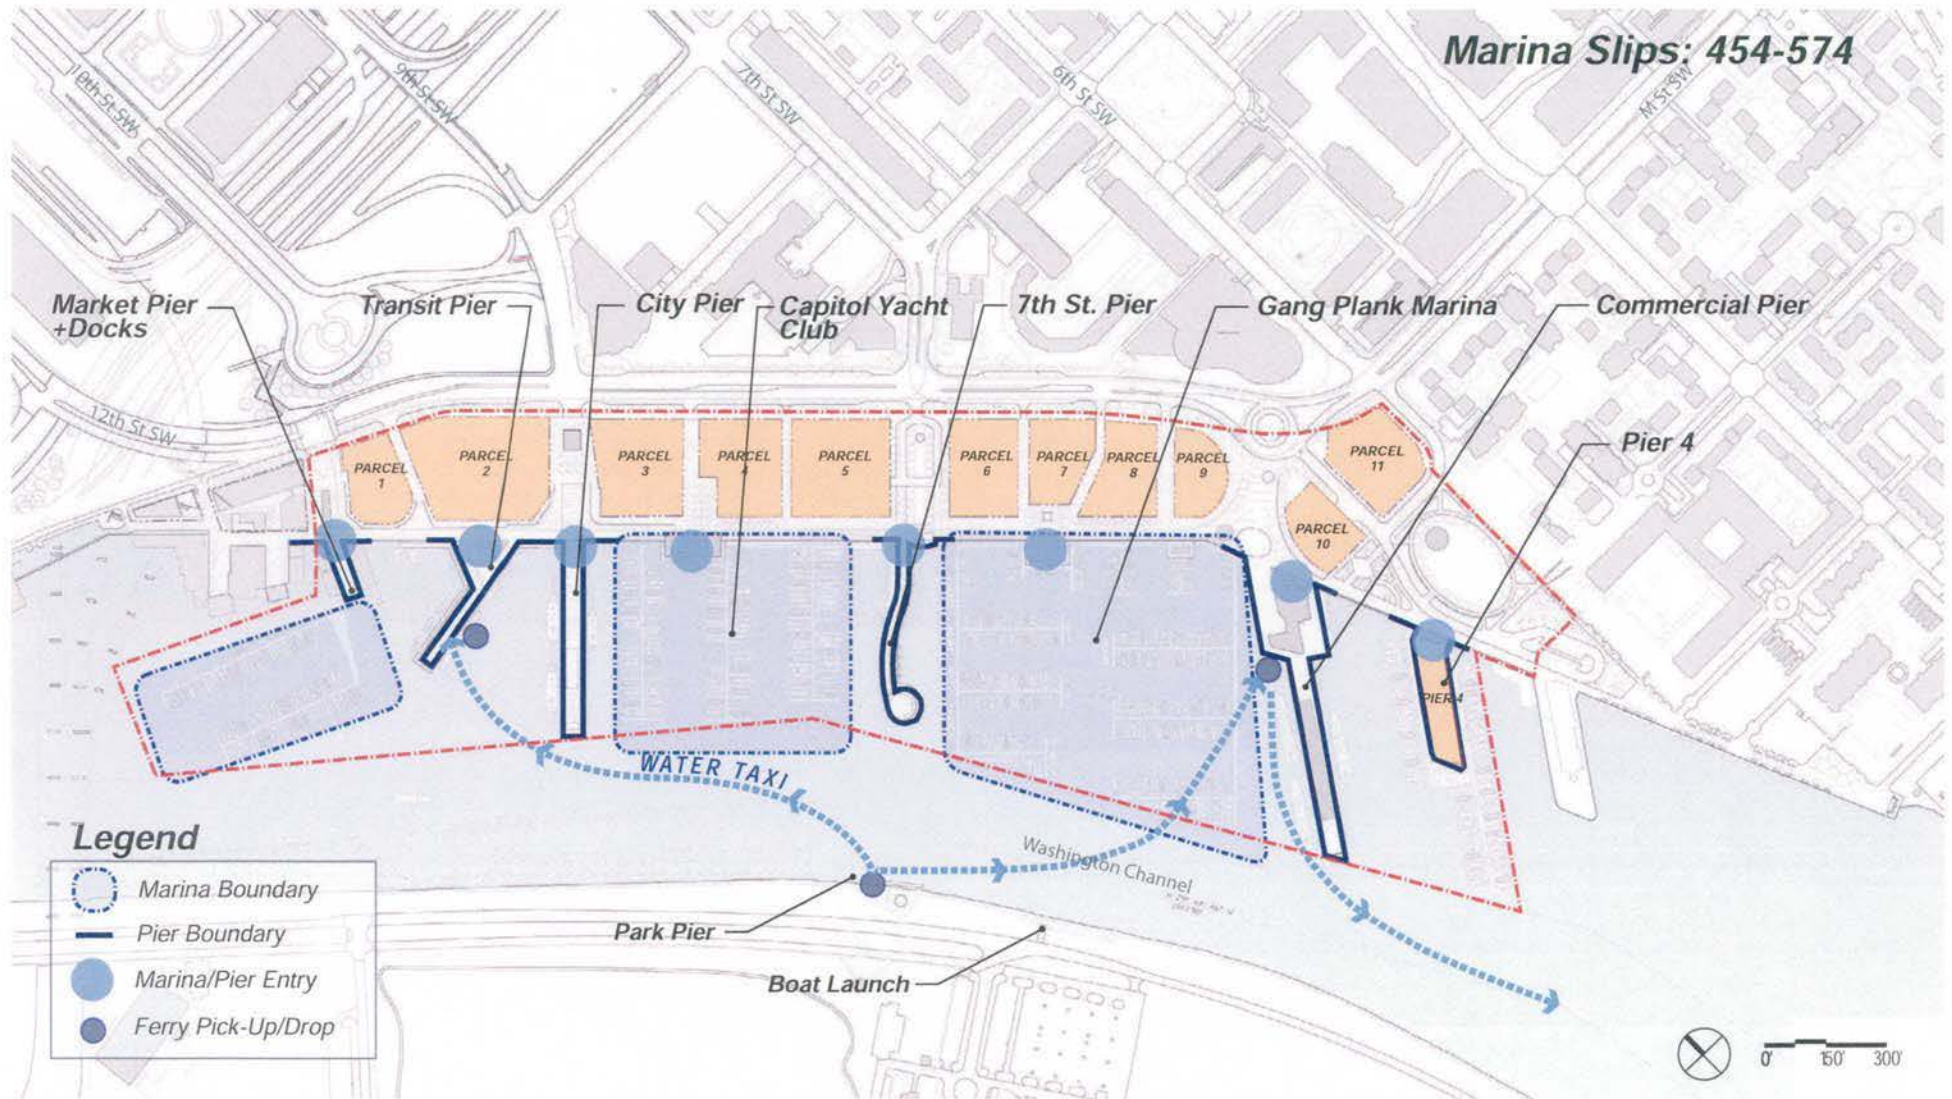 Marina Slips: 454-574
10th St SW
9th St SW
7th St SW
6th St SW
M St SW
12th St SW
Market Pier
+Docks
Transit Pier
City Pier
Capitol Yacht
Club
7th St. Pier
Gang Plank Marina
Commercial Pier
Pier 4
PARCEL
1
PARCEL
2
PARCEL
3
PARCEL
4
PARCEL
5
PARCEL
6
PARCEL
7
PARCEL
8
PARCEL
9
PARCEL
10
PARCEL
11
PIER 4
WATER TAXI
Washington Channel
Park Pier
Boat Launch
Legend
Marina Boundary
Pier Boundary
Marina/Pier Entry
Ferry Pick-Up/Drop
0' 150' 300'